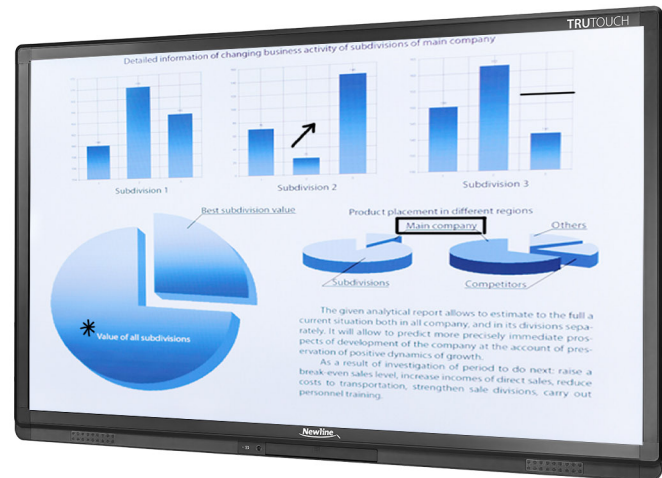 TRUTOUCH
Detailed information of changing business activity of subdivisions of main company
Subdivision 1
Subdivision 2
Subdivision 3
Best subdivision value
Value of all subdivisions
Product placement in different regions
Main company
Others
Subdivisions
Competitors
The given analytical report allows to estimate to the full a
current situation both in all company, and in its divisions sepa-
rately. It will allow to predict more precisely immediate pros-
pects of development of the company at the account of pres-
ervation of positive dynamics of growth.
As a result of investigation of period to do next: raise a
break-even sales level, increase incomes of direct sales, reduce
costs to transportation, strengthen sale divisions, carry out
personnel training.
Newline